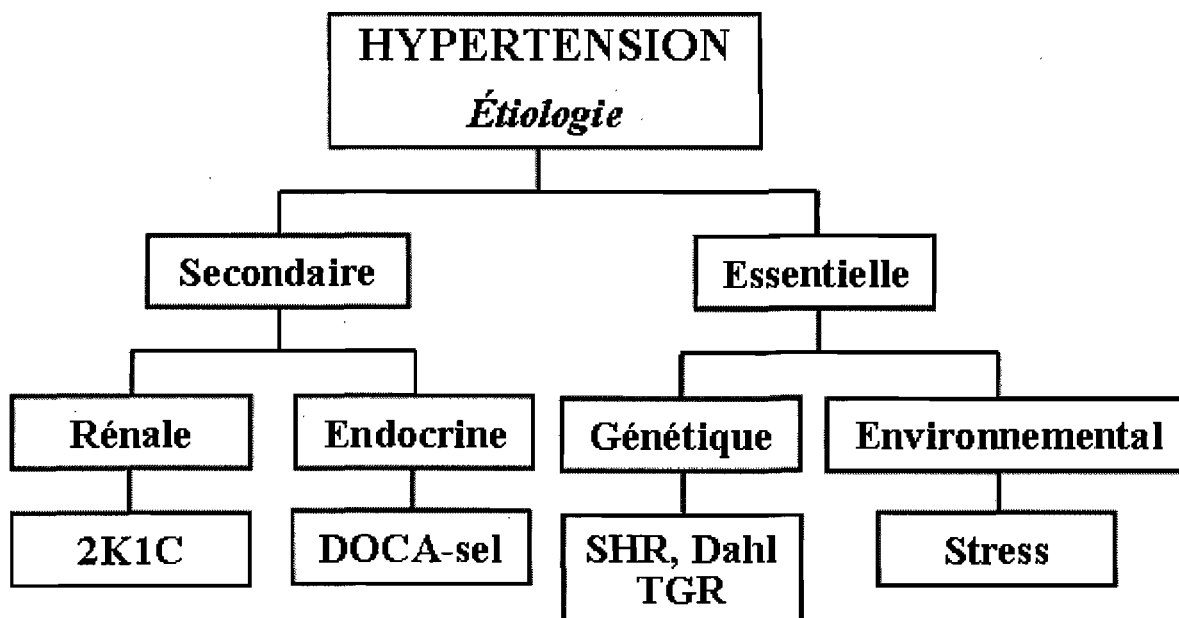 HYPERTENSION
Étiologie
Secondaire
Essentielle
Rénale
Endocrine
Génétique
Environnemental
2K1C
DOCA-sel
SHR, Dahl
TGR
Stress